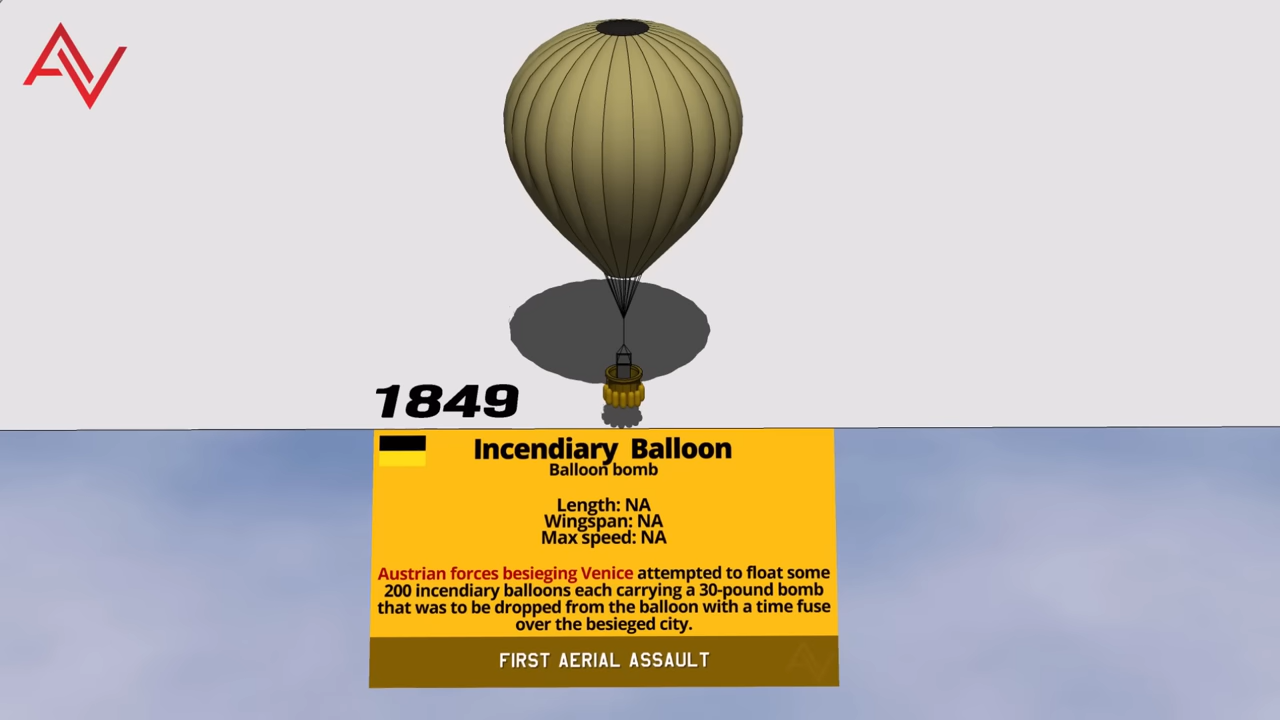 AV
1849
Incendiary Balloon
Balloon bomb
Length: NA
Wingspan: NA
Max speed: NA
Austrian forces besieging Venice attempted to float some
200 incendiary balloons each carrying a 30-pound bomb
that was to be dropped from the balloon with a time fuse
over the besieged city.
FIRST AERIAL ASSAULT